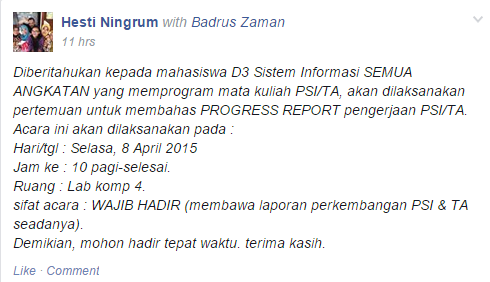 Hesti Ningrum with Badrus Zaman
11 hrs
Diberitahukan kepada mahasiswa D3 Sistem Informasi SEMUA
ANGKATAN yang memprogram mata kuliah PSI/TA, akan dilaksanakan
pertemuan untuk membahas PROGRESS REPORT pengerjaan PSI/TA.
Acara ini akan dilaksanakan pada :
Hari/tgl : Selasa, 8 April 2015
Jam ke : 10 pagi-selesai.
Ruang : Lab komp 4.
sifat acara : WAJIB HADIR (membawa laporan perkembangan PSI & TA
seadanya).
Demikian, mohon hadir tepat waktu. terima kasih.
Like · Comment